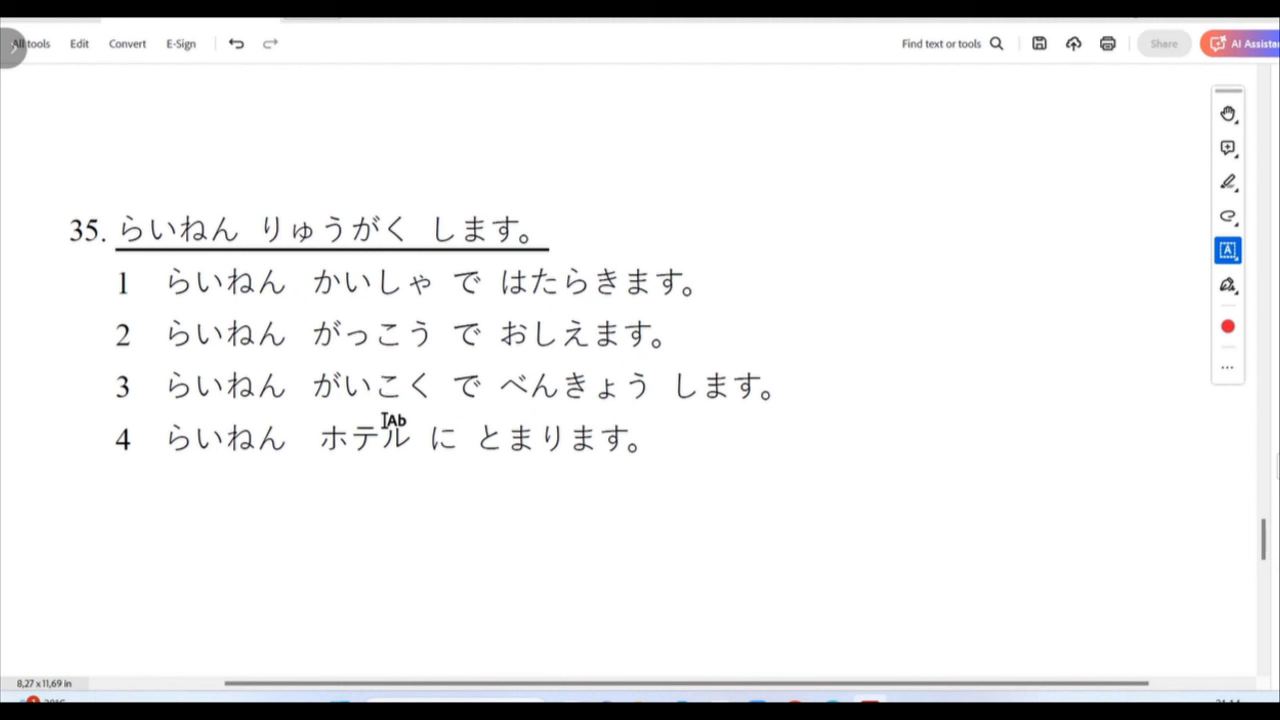 All tools Edit Convert E-Sign Find text or tools Share AI Assista
35. らいねん りゅうがく します。
1 らいねん かいしゃ で はたらきます。
2 らいねん がっこう で おしえます。
3 らいねん がいこく で べんきょう します。
4 らいねん ホテル に とまります。
IAb
8,27 x 11,69 in